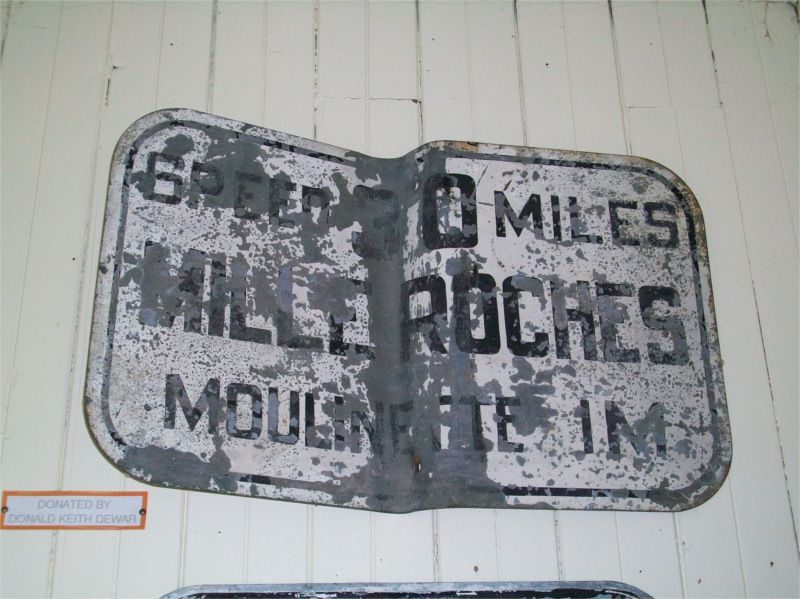 SPEED 30 MILES
MILLE ROCHES
MOULINETTE 1M
DONATED BY
DONALD KEITH DEWAR